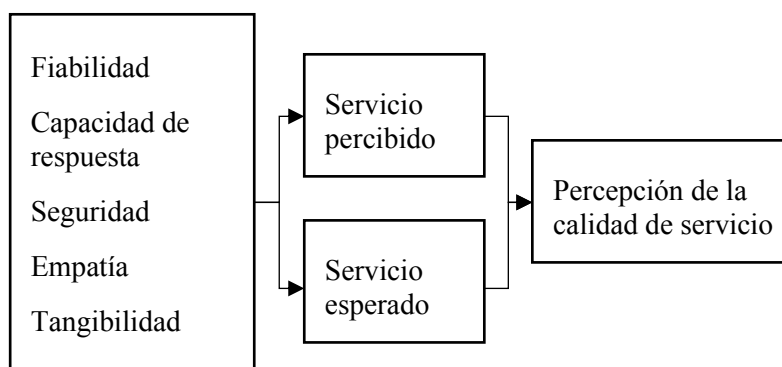 Fiabilidad
Capacidad de
respuesta
Seguridad
Empatía
Tangibilidad
Servicio
percibido
Servicio
esperado
Percepción de la
calidad de servicio